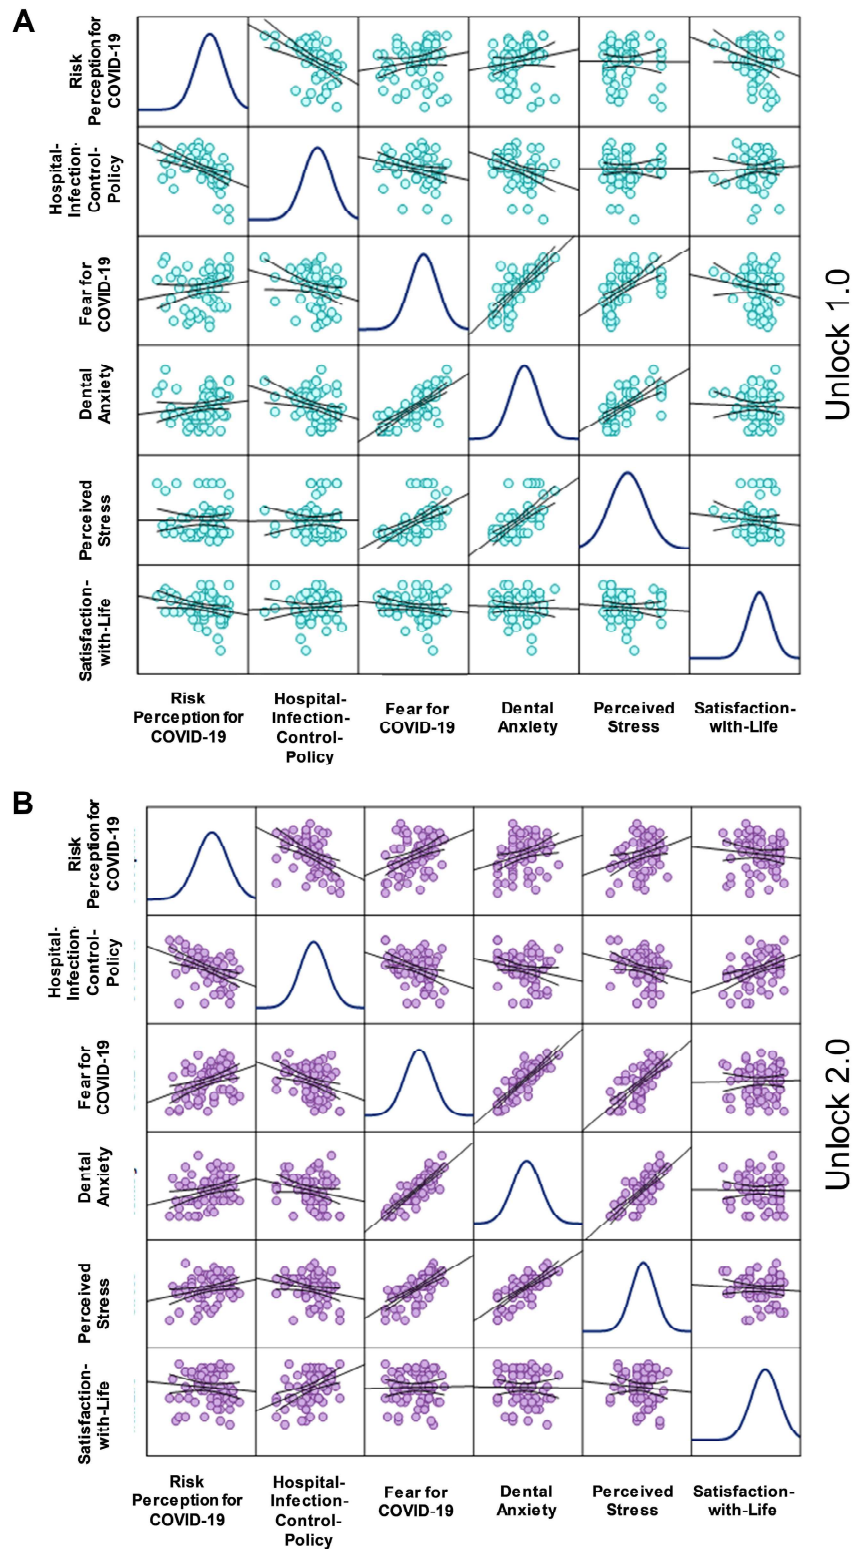 A
Risk
Perception for
COVID-19
Hospital-
Infection-
Control-
Policy
Fear for
COVID-19
Dental
Anxiety
Perceived
Stress
Satisfaction-
with-Life
Unlock 1.0
Risk
Perception for
COVID-19
Hospital-
Infection-
Control-
Policy
Fear for
COVID-19
Dental
Anxiety
Perceived
Stress
Satisfaction-
with-Life
B
Risk
Perception for
COVID-19
Hospital-
Infection-
Control-
Policy
Fear for
COVID-19
Dental
Anxiety
Perceived
Stress
Satisfaction-
with-Life
Unlock 2.0
Risk
Perception for
COVID-19
Hospital-
Infection-
Control-
Policy
Fear for
COVID-19
Dental
Anxiety
Perceived
Stress
Satisfaction-
with-Life